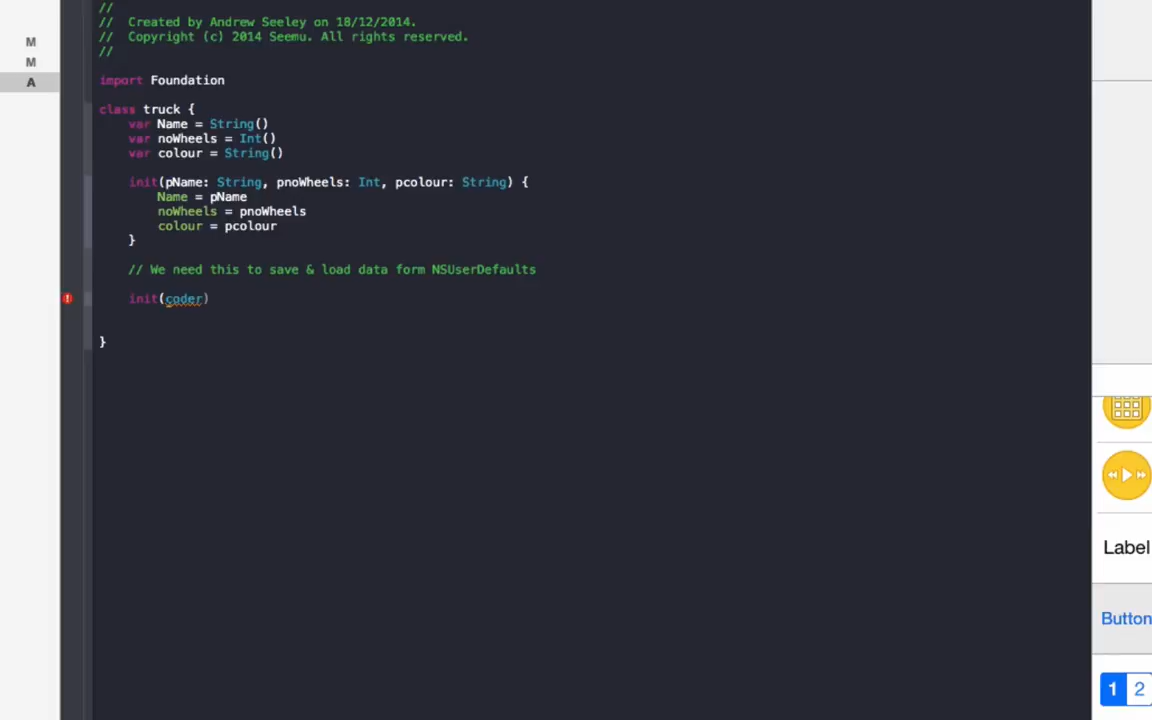 //
// Created by Andrew Seeley on 18/12/2014.
// Copyright (c) 2014 Seemu. All rights reserved.
//
M
M
A
import Foundation
class truck {
var Name = String()
var noWheels = Int()
var colour = String()
init(pName: String, pnoWheels: Int, pcolour: String) {
Name = pName
noWheels = pnoWheels
colour = pcolour
}
// We need this to save & load data form NSUserDefaults
init(coder)
}
Label
Button
1 2